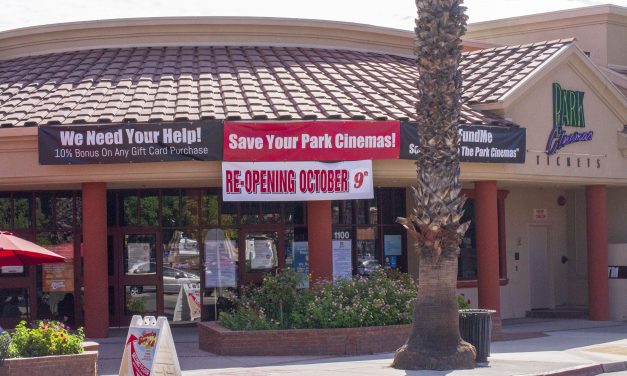 We Need Your Help!
10% Bonus On Any Gift Card Purchase
Save Your Park Cinemas!
FundMe
The Park Cinemas"
RE-OPENING OCTOBER 9th
PARK
Cinemas
TICKETS
1100